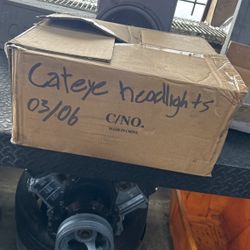 Cateye headlights
03/06
C/NO.
MADE IN CHINA